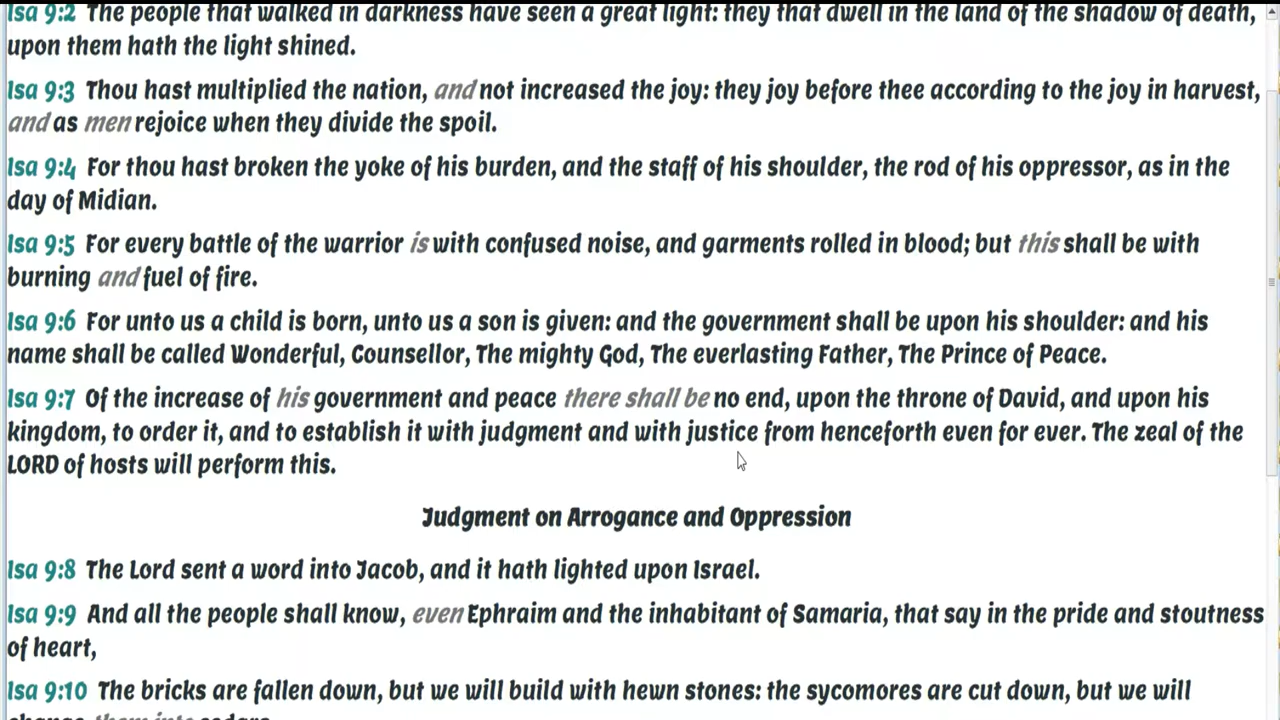 Isa 9:2 The people that walked in darkness have seen a great light: they that dwell in the land of the shadow of death,
upon them hath the light shined.
Isa 9:3 Thou hast multiplied the nation, and not increased the joy: they joy before thee according to the joy in harvest,
and as men rejoice when they divide the spoil.
Isa 9:4 For thou hast broken the yoke of his burden, and the staff of his shoulder, the rod of his oppressor, as in the
day of Midian.
Isa 9:5 For every battle of the warrior is with confused noise, and garments rolled in blood; but this shall be with
burning and fuel of fire.
Isa 9:6 For unto us a child is born, unto us a son is given: and the government shall be upon his shoulder: and his
name shall be called Wonderful, Counsellor, The mighty God, The everlasting Father, The Prince of Peace.
Isa 9:7 Of the increase of his government and peace there shall be no end, upon the throne of David, and upon his
kingdom, to order it, and to establish it with judgment and with justice from henceforth even for ever. The zeal of the
LORD of hosts will perform this.
Judgment on Arrogance and Oppression
Isa 9:8 The Lord sent a word into Jacob, and it hath lighted upon Israel.
Isa 9:9 And all the people shall know, even Ephraim and the inhabitant of Samaria, that say in the pride and stoutness
of heart,
Isa 9:10 The bricks are fallen down, but we will build with hewn stones: the sycomores are cut down, but we will
change them into cedars.